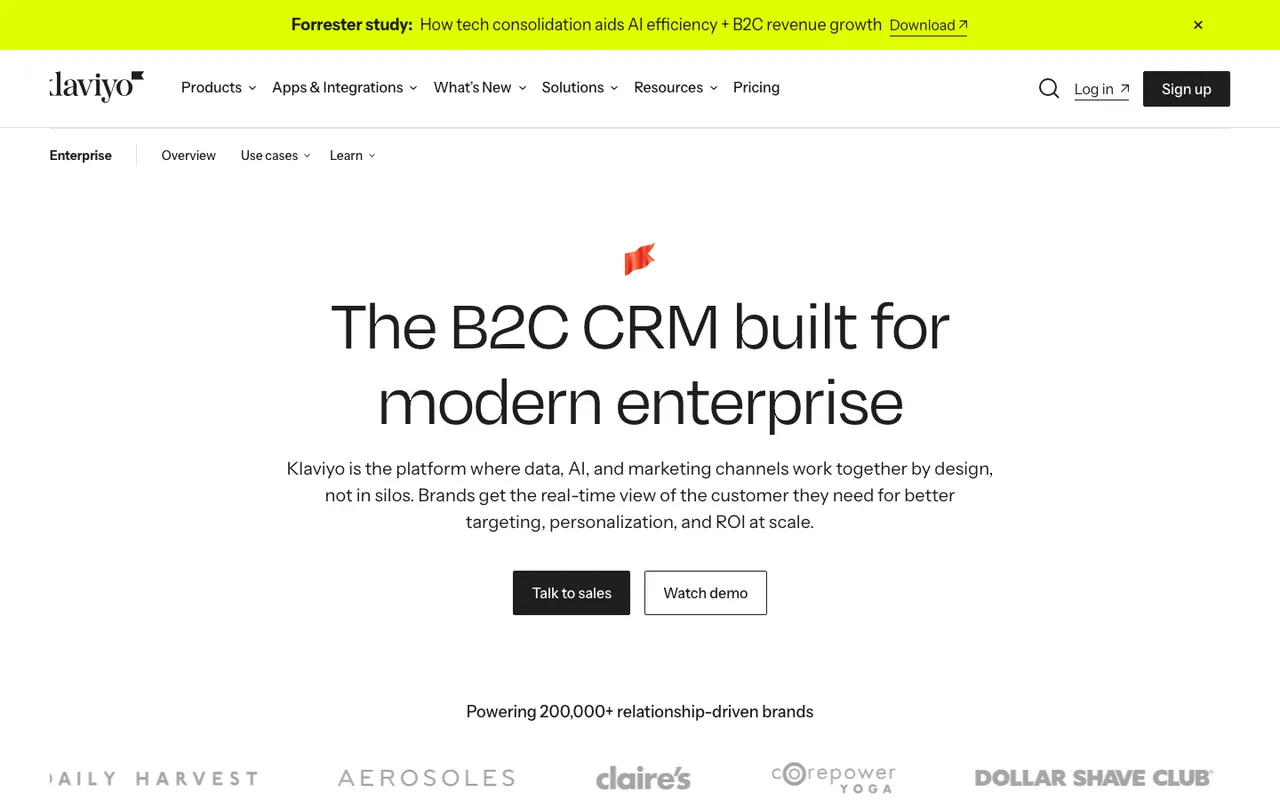 Forrester study: How tech consolidation aids AI efficiency + B2C revenue growth Download
klaviyo Products Apps & Integrations What's New Solutions Resources Pricing Log in Sign up
Enterprise Overview Use cases Learn
The B2C CRM built for
modern enterprise
Klaviyo is the platform where data, AI, and marketing channels work together by design,
not in silos. Brands get the real-time view of the customer they need for better
targeting, personalization, and ROI at scale.
Talk to sales Watch demo
Powering 200,000+ relationship-driven brands
DAILY HARVEST AEROSOLES claire's corepower YOGA DOLLAR SHAVE CLUB